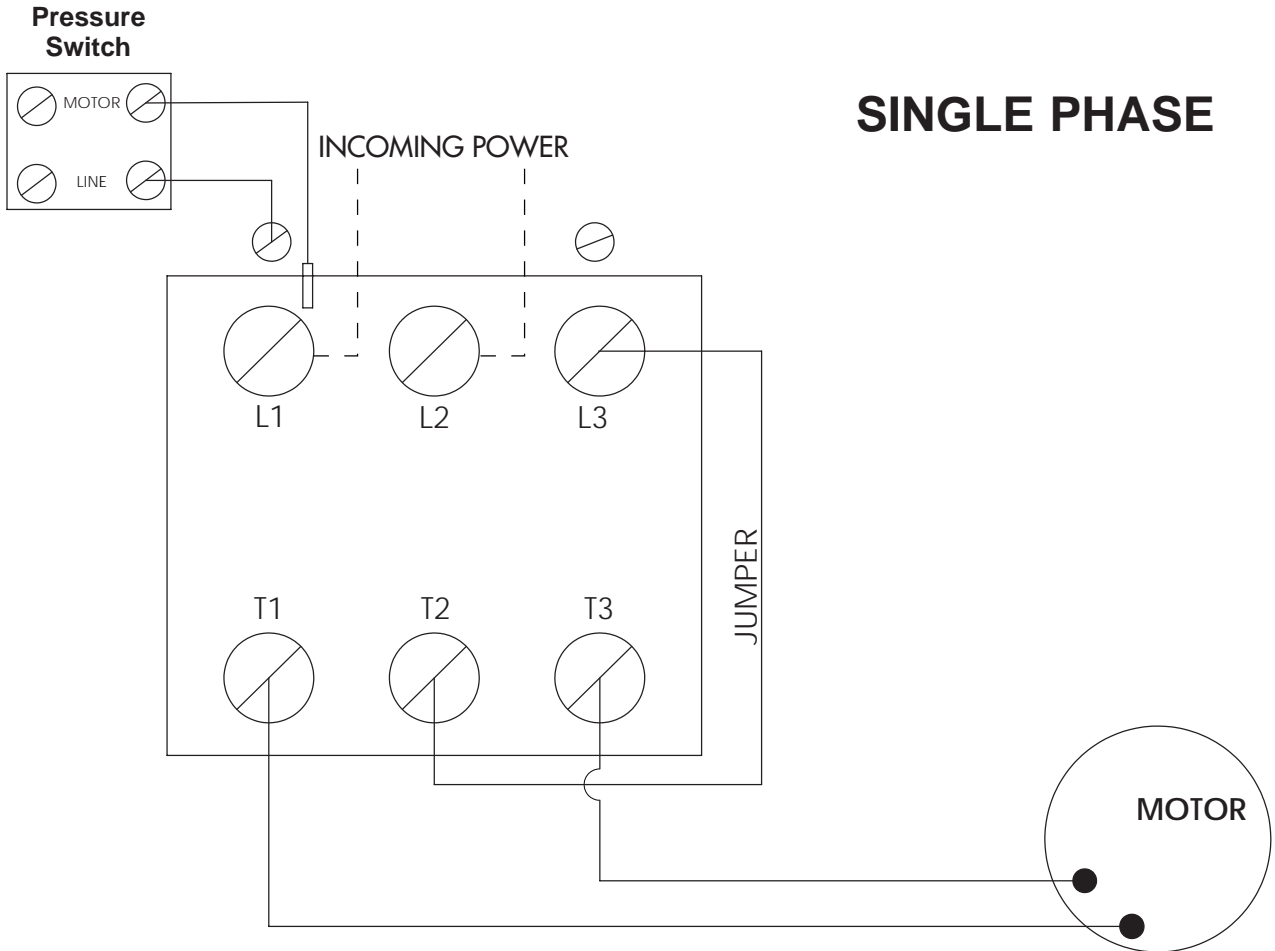 Pressure
Switch
SINGLE PHASE
MOTOR
LINE
INCOMING POWER
L1
L2
L3
JUMPER
T1
T2
T3
MOTOR